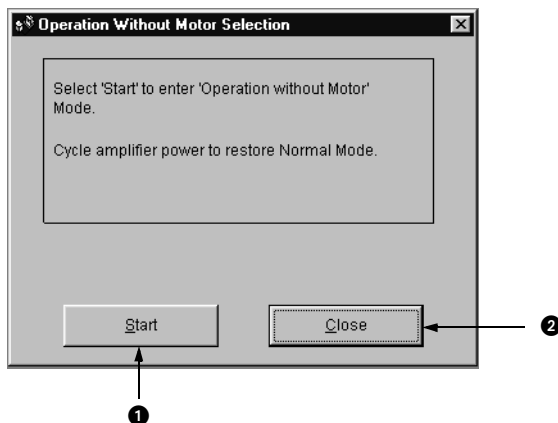 Operation Without Motor Selection
Select 'Start' to enter 'Operation without Motor'
Mode.
Cycle amplifier power to restore Normal Mode.
Start
Close
❷
❶